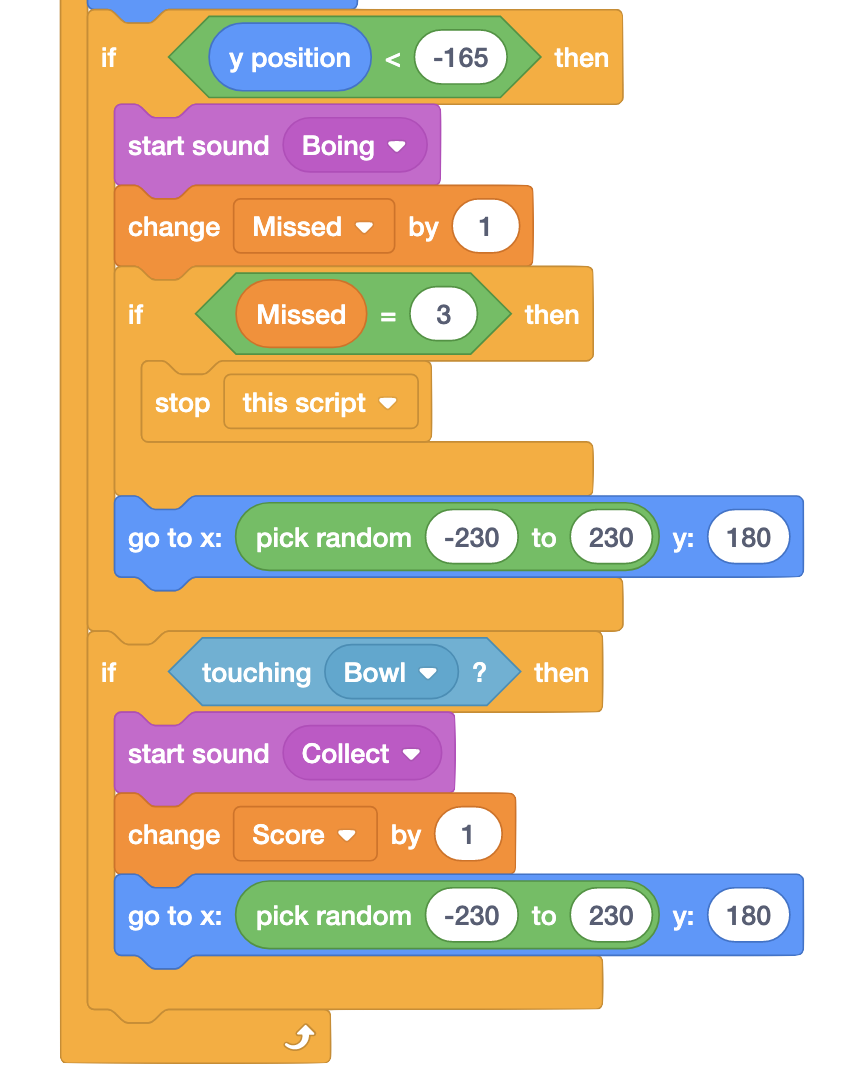 if y position < -165 then
start sound Boing
change Missed by 1
if Missed = 3 then
stop this script
go to x: pick random -230 to 230 y: 180
if touching Bowl ? then
start sound Collect
change Score by 1
go to x: pick random -230 to 230 y: 180